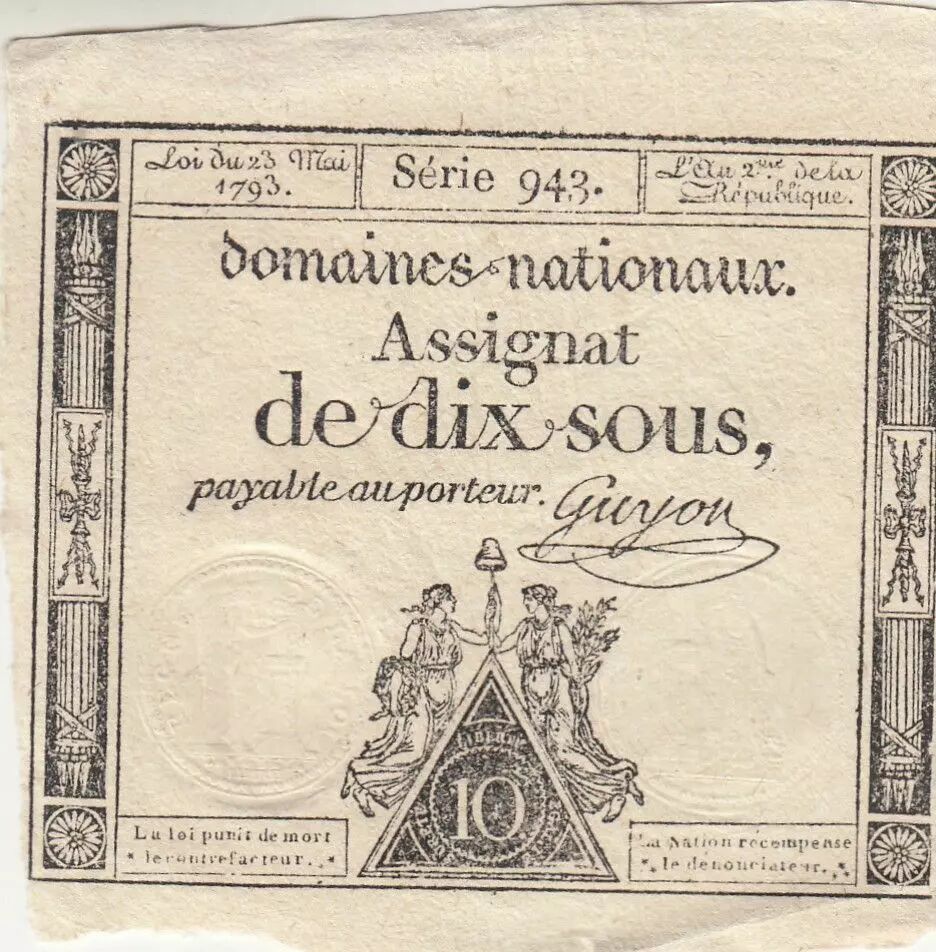 Loi du 23 Mai
1793.
Série 943.
L'An 2.me de la
République.
domaines nationaux.
Assignat
de dix sous,
payable au porteur.
Guyon
10
La loi punit de mort
le contrefacteur.
La Nation récompense
le dénonciateur.